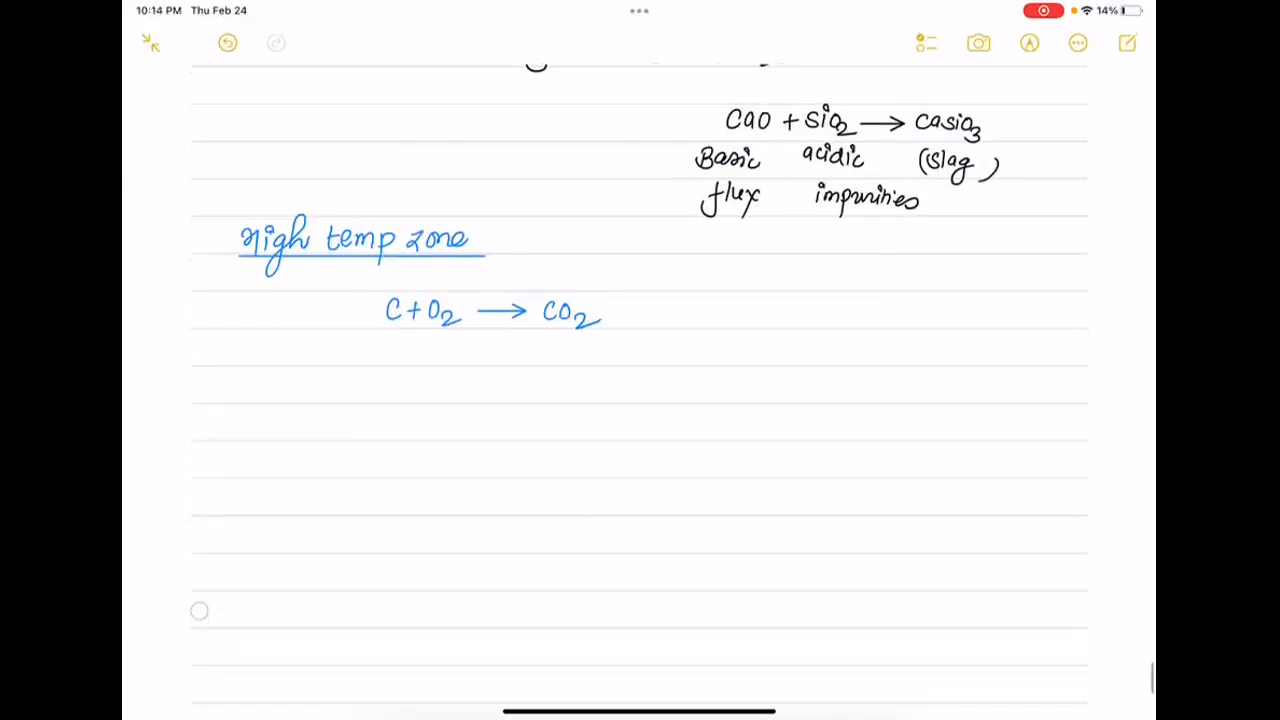 10:14 PM Thu Feb 24
14%
CaO + SiO2 → CaSiO3
Basic acidic (Slag)
flux impurities
High temp zone
C + O2 → CO2